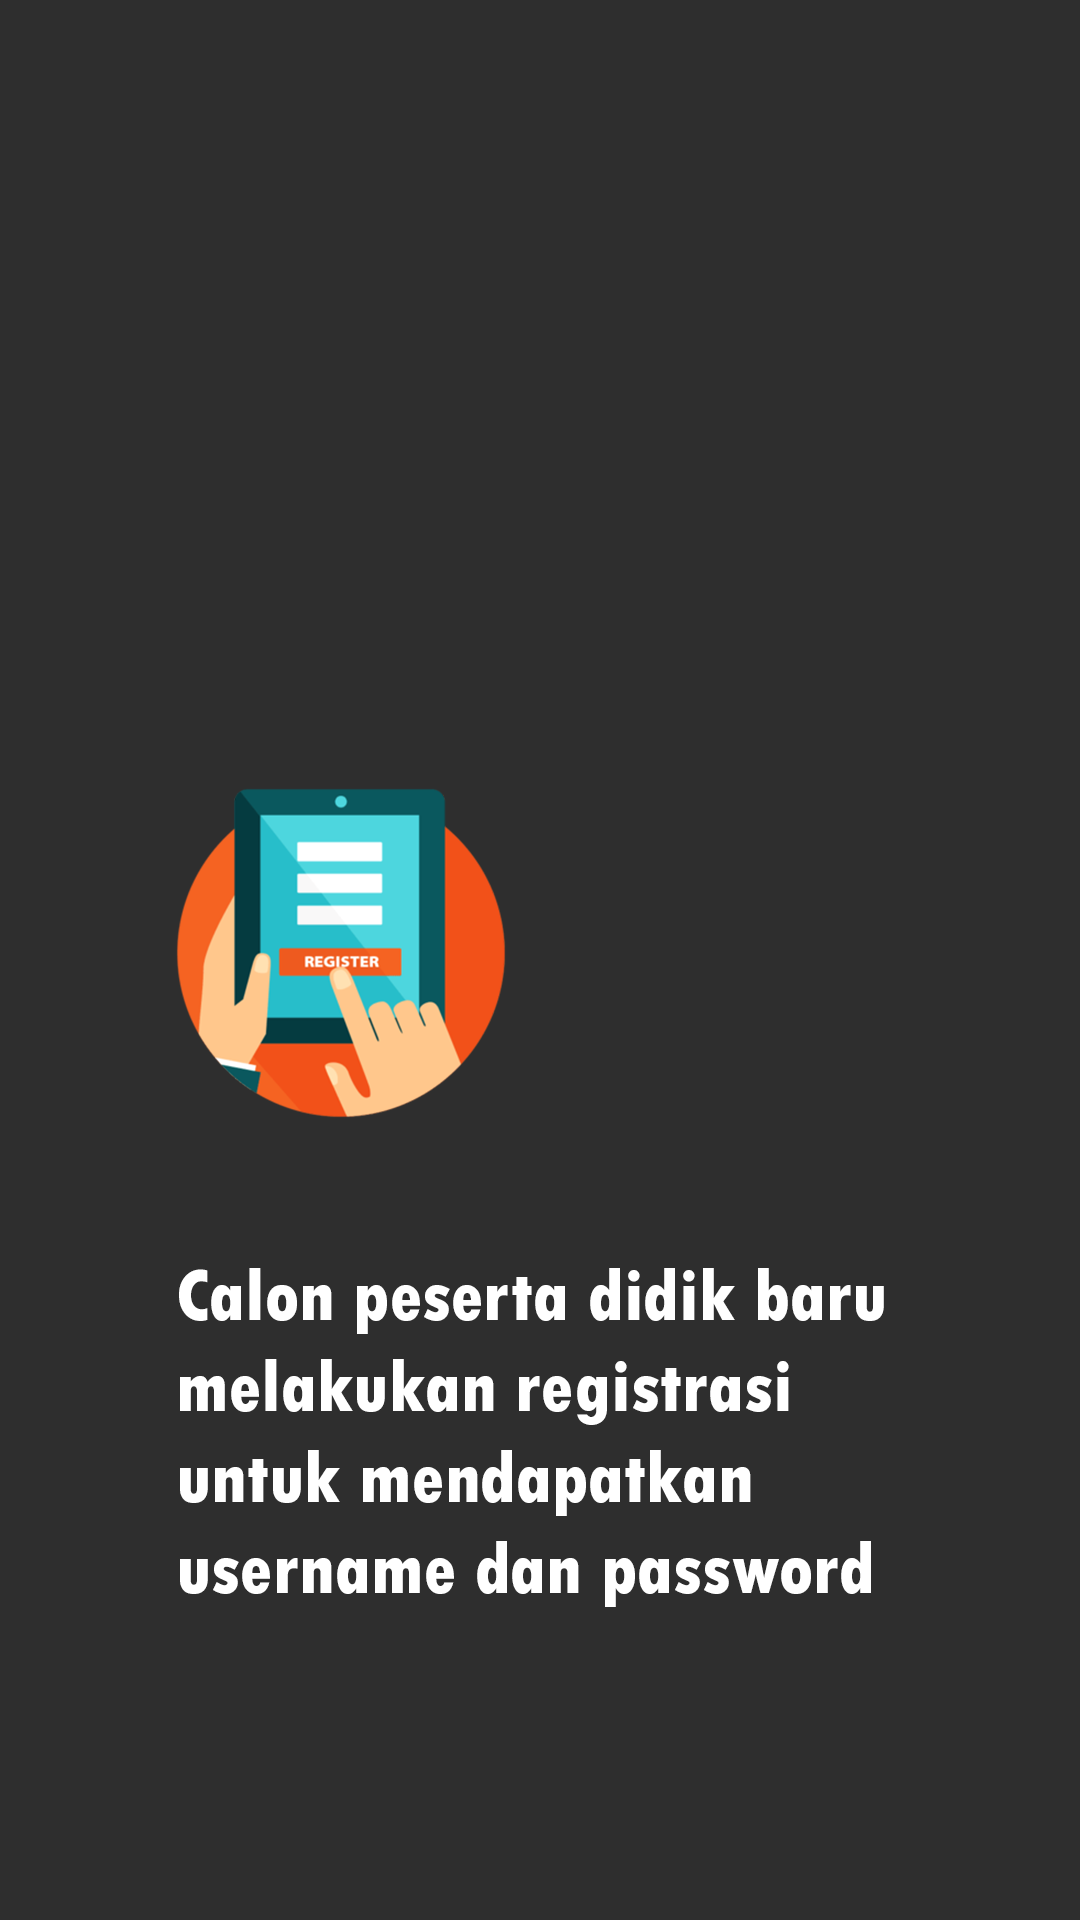 REGISTER
Calon peserta didik baru
melakukan registrasi
untuk mendapatkan
username dan password